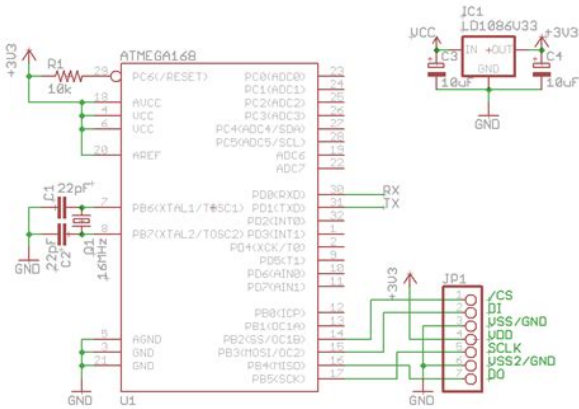 IC1
LD1086V33
VCC
+3V3
IN +OUT
GND
C3
C4
10uF
10uF
GND
+3V3
R1
10k
ATMEGA168
29 PC6(/RESET)
18 AVCC
4 VCC
6 VCC
20 AREF
C1
22pF
7 PB6(XTAL1/TOSC1)
8 PB7(XTAL2/TOSC2)
22pF
C2
Q1
16MHz
GND
AGND
3 GND
21 GND
GND
U1
PC0(ADC0) 23
PC1(ADC1) 24
PC2(ADC2) 25
PC3(ADC3) 26
PC4(ADC4/SDA) 27
PC5(ADC5/SCL) 28
ADC6 19
ADC7 22
PD0(RXD) 30 RX
PD1(TXD) 31 TX
PD2(INT0) 32
PD3(INT1) 1
PD4(XCK/T0) 2
PD5(T1) 9
PD6(AIN0) 10
PD7(AIN1) 11
PB0(ICP) 12
PB1(OC1A) 13
PB2(SS/OC1B) 14
PB3(MOSI/OC2) 15
PB4(MISO) 16
PB5(SCK) 17
+3V3
GND
JP1
1 /CS
2 DI
3 VSS/GND
4 VDD
5 SCLK
6 VSS2/GND
7 DO